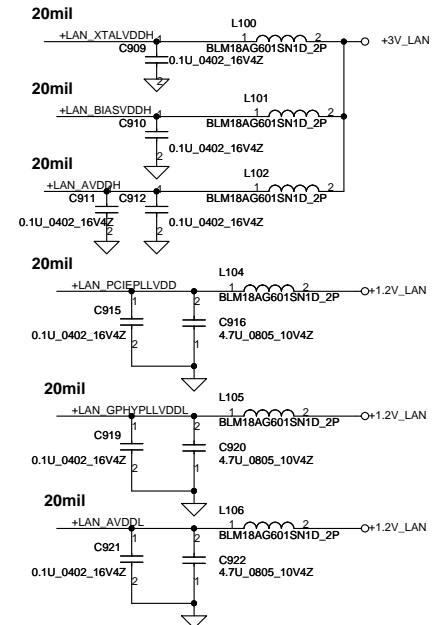 20mil
+LAN_XTALVDDH 1 L100 1 2 +3V_LAN
C909 BLM18AG601SN1D_2P
0.1U_0402_16V4Z
2
20mil
+LAN_BIASVDDH 1 L101 1 2
C910 BLM18AG601SN1D_2P
0.1U_0402_16V4Z
2
20mil
+LAN_AVDDH 1 1 L102 1 2
C911 C912 BLM18AG601SN1D_2P
0.1U_0402_16V4Z 0.1U_0402_16V4Z
2 2
20mil
+LAN_PCIEPLLVDD L104 1 2 +1.2V_LAN
1 2 BLM18AG601SN1D_2P
C915 C916
0.1U_0402_16V4Z 4.7U_0805_10V4Z
2 1
20mil
+LAN_GPHYPLLVDDL L105 1 2 +1.2V_LAN
1 2 BLM18AG601SN1D_2P
C919 C920
0.1U_0402_16V4Z 4.7U_0805_10V4Z
2 1
20mil
+LAN_AVDDL L106 1 2 +1.2V_LAN
1 2 BLM18AG601SN1D_2P
C921 C922
0.1U_0402_16V4Z 4.7U_0805_10V4Z
2 1